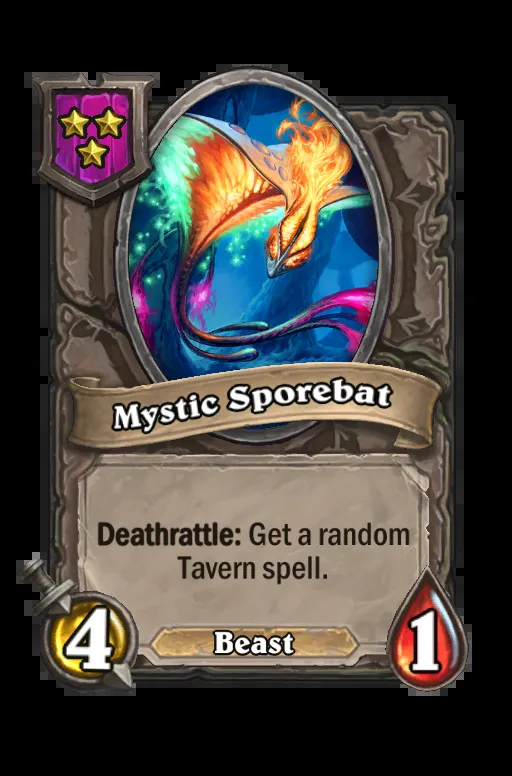 Mystic Sporebat
Deathrattle: Get a random
Tavern spell.
4
Beast
1